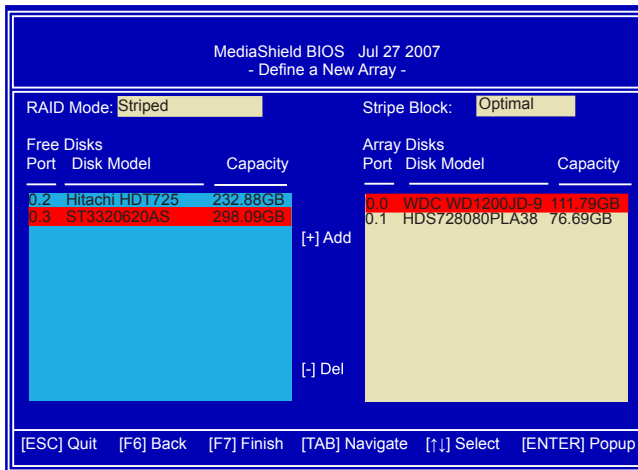 MediaShield BIOS Jul 27 2007
- Define a New Array -
RAID Mode: Striped
Stripe Block: Optimal
Free Disks
Port Disk Model Capacity
0.2 Hitachi HDT725 232.88GB
0.3 ST3320620AS 298.09GB
[+] Add
[-] Del
Array Disks
Port Disk Model Capacity
0.0 WDC WD1200JD-9 111.79GB
0.1 HDS728080PLA38 76.69GB
[ESC] Quit [F6] Back [F7] Finish [TAB] Navigate [↑↓] Select [ENTER] Popup